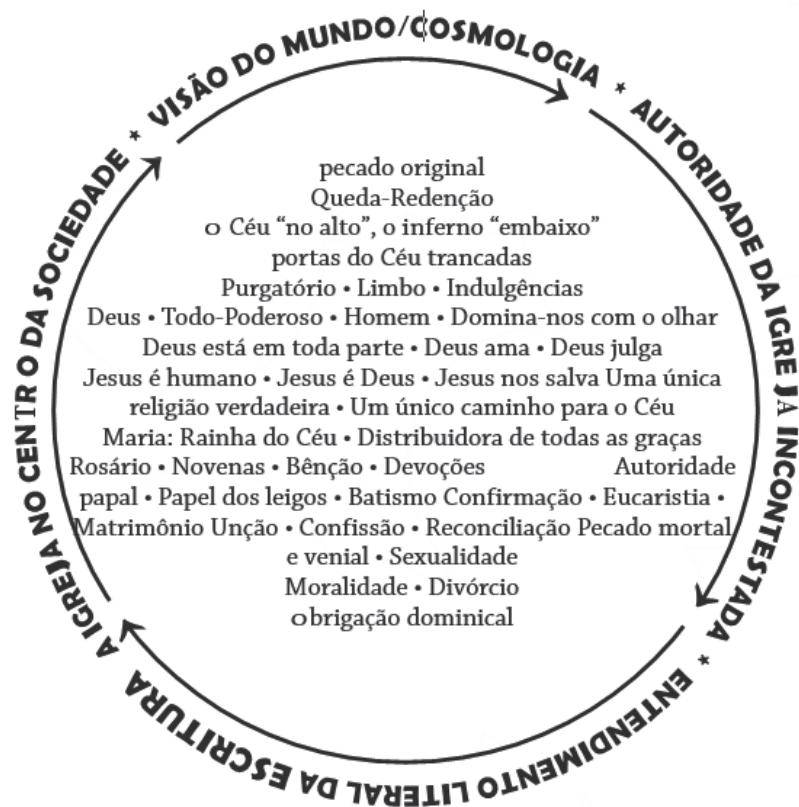 VISÃO DO MUNDO/COSMOLOGIA *
AUTORIDADE DA IGREJA INCONTESTADA *
ENTENDIMENTO LITERAL DA ESCRITURA
A IGREJA NO CENTRO DA SOCIEDADE *
pecado original
Queda-Redenção
o Céu “no alto”, o inferno “embaixo”
portas do Céu trancadas
Purgatório • Limbo • Indulgências
Deus • Todo-Poderoso • Homem • Domina-nos com o olhar
Deus está em toda parte • Deus ama • Deus julga
Jesus é humano • Jesus é Deus • Jesus nos salva Uma única
religião verdadeira • Um único caminho para o Céu
Maria: Rainha do Céu • Distribuidora de todas as graças
Rosário • Novenas • Bênção • Devoções Autoridade
papal • Papel dos leigos • Batismo Confirmação • Eucaristia •
Matrimônio Unção • Confissão • Reconciliação Pecado mortal
e venial • Sexualidade
Moralidade • Divórcio
obrigação dominical